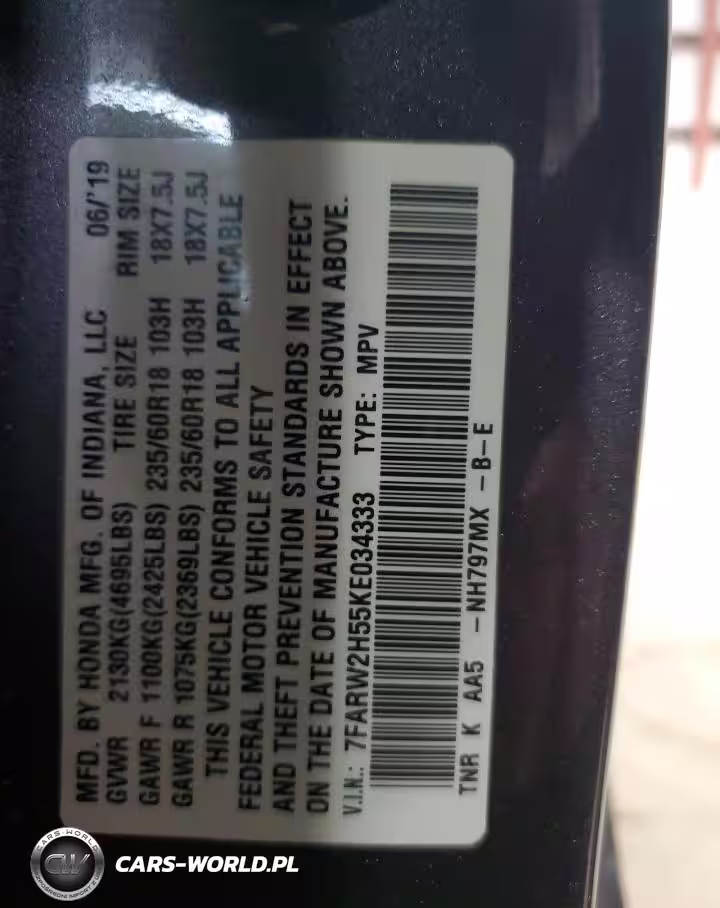 MFD. BY HONDA MFG. OF INDIANA, LLC 06/'19
GVWR 2130KG(4695LBS) TIRE SIZE RIM SIZE
GAWR F 1100KG(2425LBS) 235/60R18 103H 18X7.5J
GAWR R 1075KG(2369LBS) 235/60R18 103H 18X7.5J
THIS VEHICLE CONFORMS TO ALL APPLICABLE
FEDERAL MOTOR VEHICLE SAFETY
AND THEFT PREVENTION STANDARDS IN EFFECT
ON THE DATE OF MANUFACTURE SHOWN ABOVE.
V.I.N.: 7FARW2H55KE034333 TYPE: MPV
TNR K AA5 -NH797MX -B-E
CARS-WORLD
CW
CARS-WORLD.PL